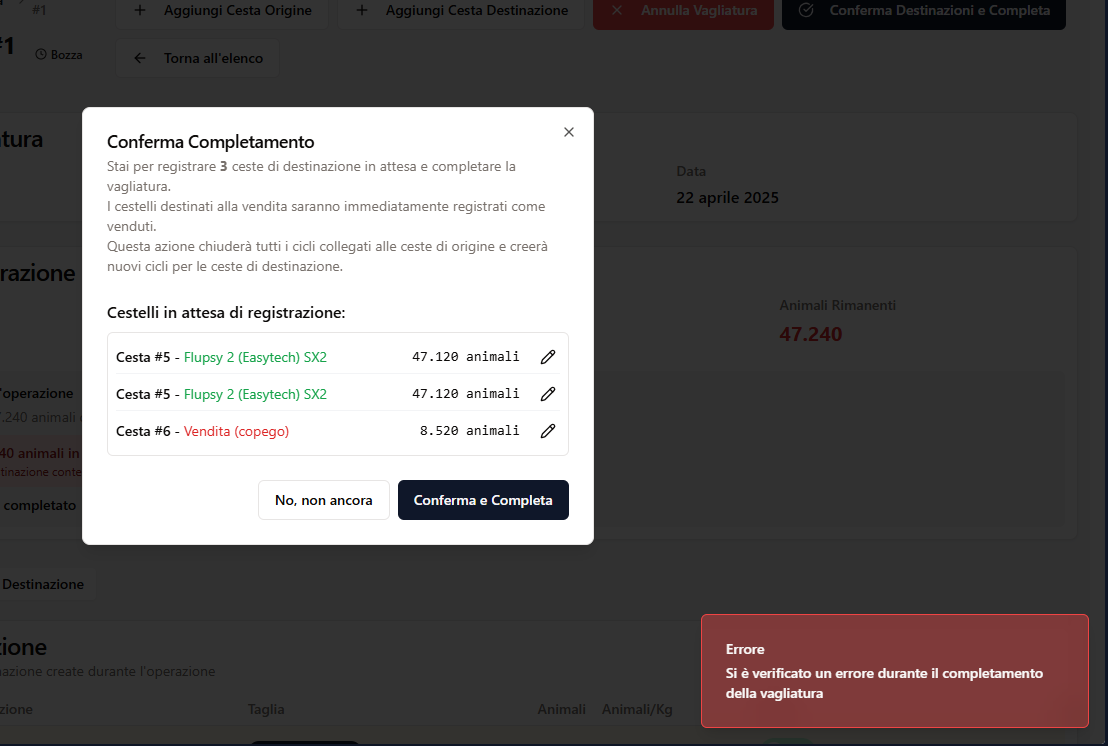 #1
Aggiungi Cesta Origine
Aggiungi Cesta Destinazione
Annulla Vagliatura
Conferma Destinazioni e Completa
#1
Bozza
Torna all'elenco
tura
Data
22 aprile 2025
Conferma Completamento
Stai per registrare 3 ceste di destinazione in attesa e completare la
vagliatura.
I cestelli destinati alla vendita saranno immediatamente registrati come
venduti.
Questa azione chiuderà tutti i cicli collegati alle ceste di origine e creerà
nuovi cicli per le ceste di destinazione.
razione
Animali Rimanenti
47.240
Cestelli in attesa di registrazione:
Cesta #5 - Flupsy 2 (Easytech) SX2 47.120 animali
Cesta #5 - Flupsy 2 (Easytech) SX2 47.120 animali
Cesta #6 - Vendita (copego) 8.520 animali
'operazione
7.240 animali
40 animali in
tinazione conte
completato
No, non ancora
Conferma e Completa
Destinazione
zione
nazione create durante l'operazione
zione Taglia Animali Animali/Kg
Errore
Si è verificato un errore durante il completamento
della vagliatura